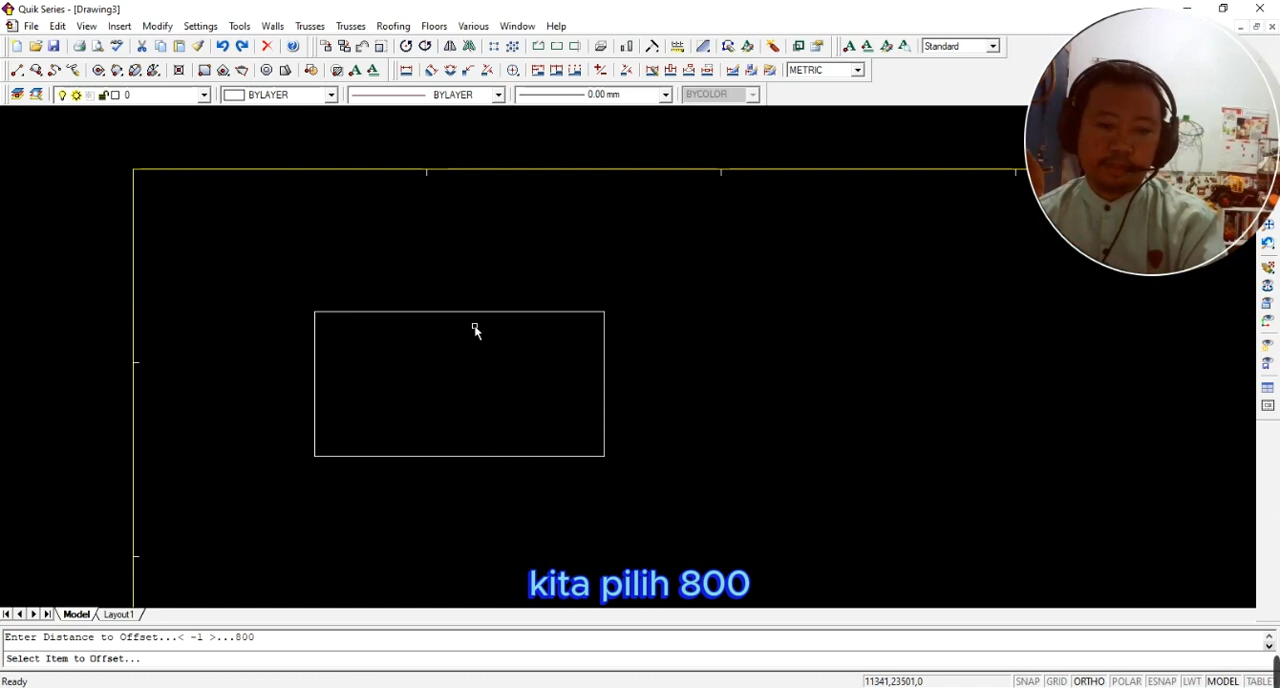 Quik Series - [Drawing3]
File Edit View Insert Modify Settings Tools Walls Trusses Trusses Roofing Floors Various Window Help
Standard
METRIC
0 BYLAYER BYLAYER 0.00 mm BYCOLOR
kita pilih 800
Model Layout1
Enter Distance to Offset...< -1 >...800
Select Item to Offset...
Ready 11341,23501,0 SNAP GRID ORTHO POLAR ESNAP LWT MODEL TABLE